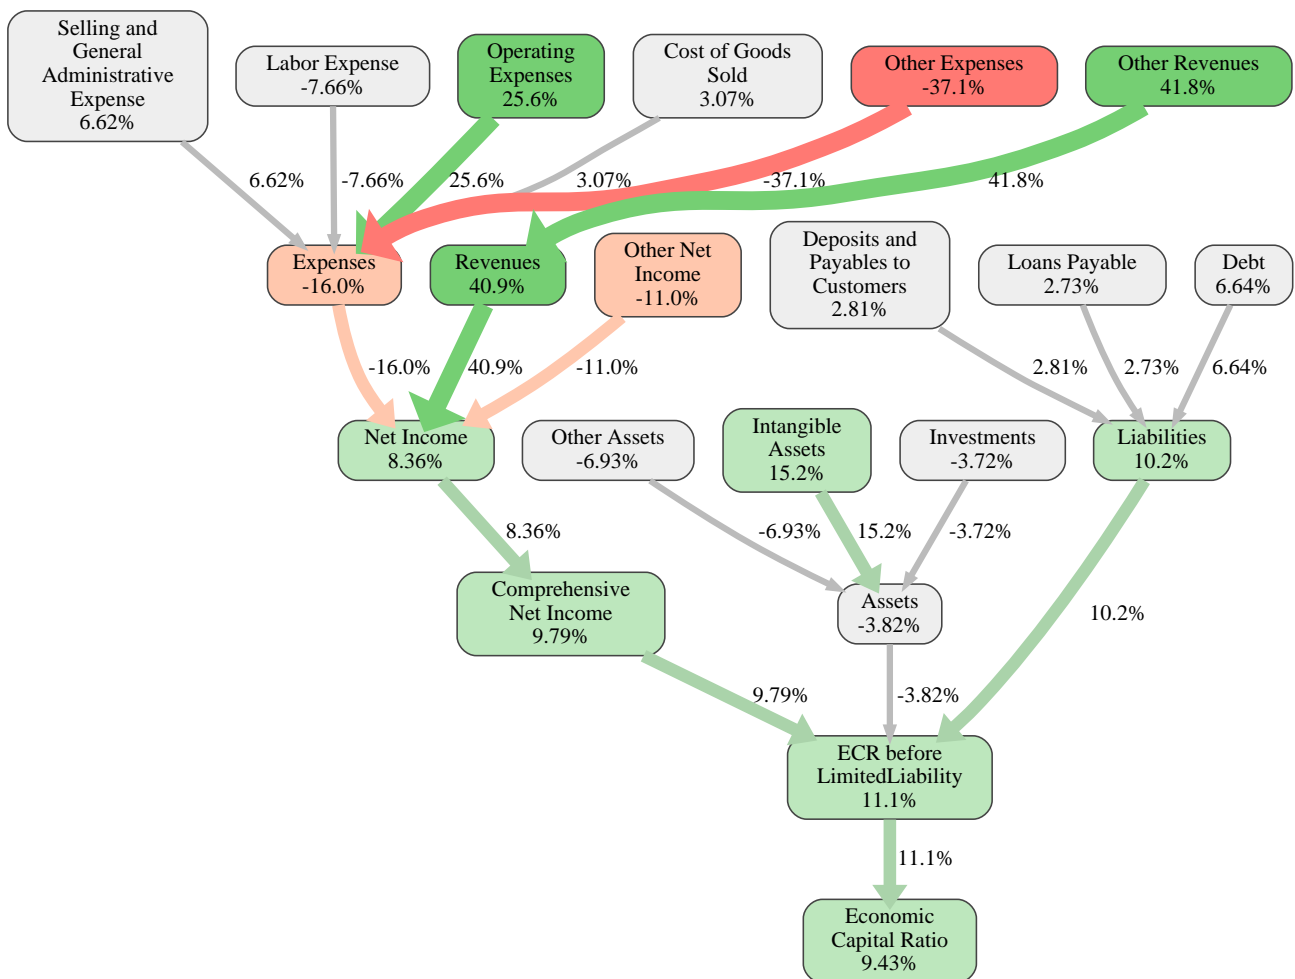 Selling and
General
Administrative
Expense
6.62%
Labor Expense
-7.66%
Operating
Expenses
25.6%
Cost of Goods
Sold
3.07%
Other Expenses
-37.1%
Other Revenues
41.8%
6.62%
-7.66%
25.6%
3.07%
-37.1%
41.8%
Expenses
-16.0%
Revenues
40.9%
Other Net
Income
-11.0%
Deposits and
Payables to
Customers
2.81%
Loans Payable
2.73%
Debt
6.64%
-16.0%
40.9%
-11.0%
2.81%
2.73%
6.64%
Net Income
8.36%
Other Assets
-6.93%
Intangible
Assets
15.2%
Investments
-3.72%
Liabilities
10.2%
8.36%
-6.93%
15.2%
-3.72%
Comprehensive
Net Income
9.79%
Assets
-3.82%
10.2%
9.79%
-3.82%
ECR before
LimitedLiability
11.1%
11.1%
Economic
Capital Ratio
9.43%